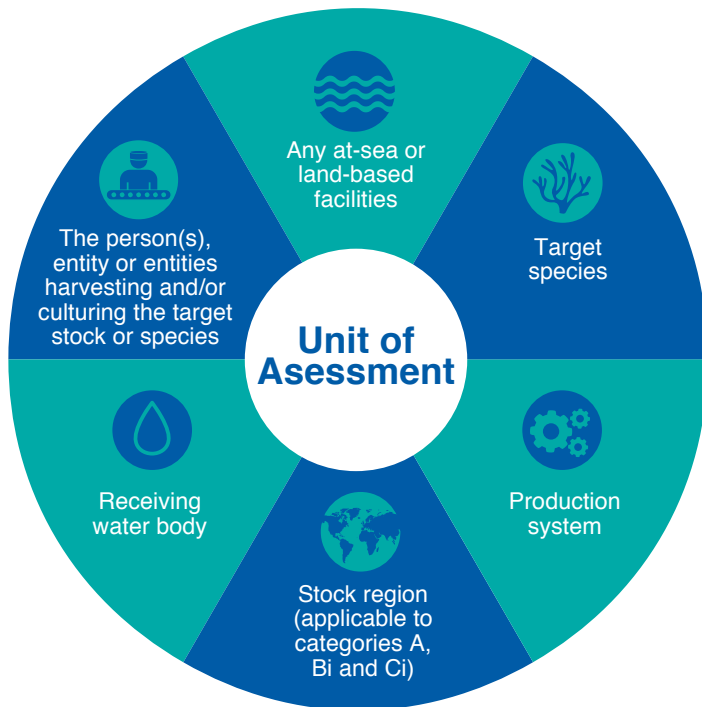 Any at-sea or
land-based
facilities
Target
species
Production
system
Stock region
(applicable to
categories A,
Bi and Ci)
Receiving
water body
The person(s),
entity or entities
harvesting and/or
culturing the target
stock or species
Unit of
Asessment